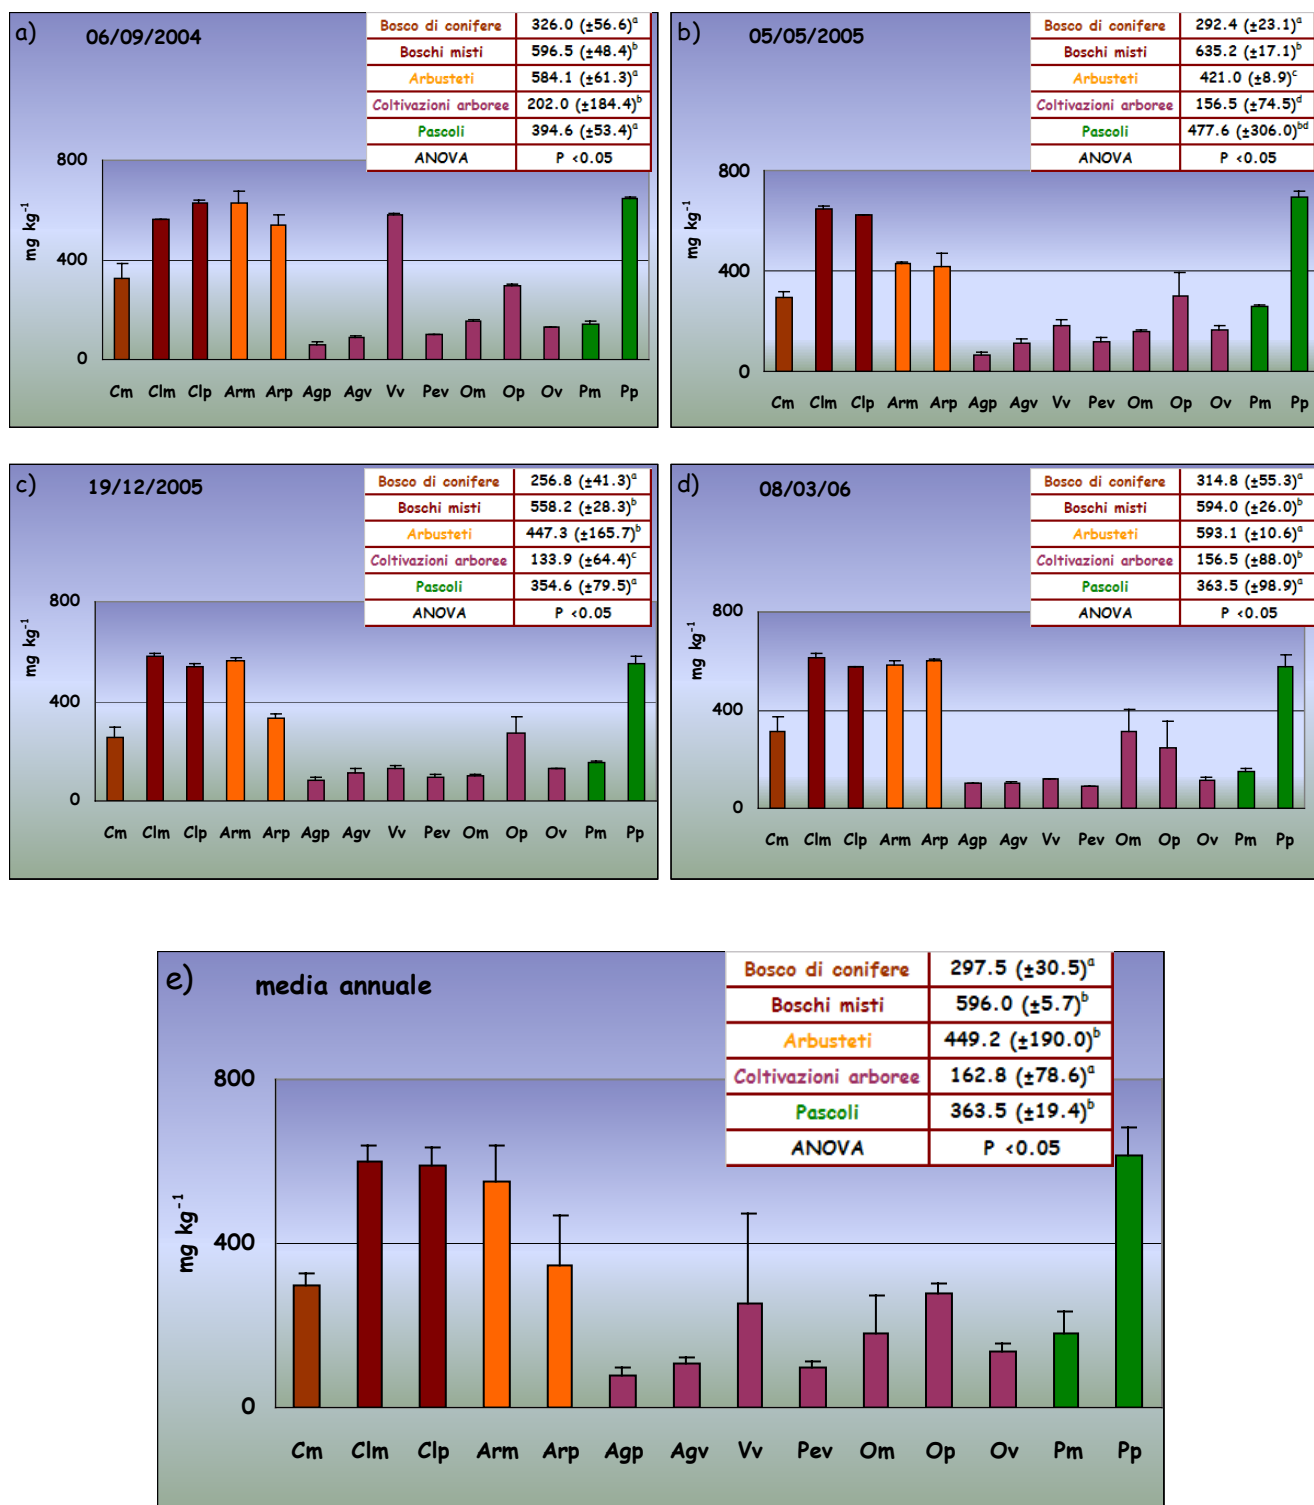 a) 06/09/2004
Bosco di conifere 326.0 (±56.6)ᵃ
Boschi misti 596.5 (±48.4)ᵇ
Arbusteti 584.1 (±61.3)ᵃ
Coltivazioni arboree 202.0 (±184.4)ᵇ
Pascoli 394.6 (±53.4)ᵃ
ANOVA P <0.05
800
400
0
mg kg⁻¹
Cm Clm Clp Arm Arp Agp Agv Vv Pev Om Op Ov Pm Pp
b) 05/05/2005
Bosco di conifere 292.4 (±23.1)ᵃ
Boschi misti 635.2 (±17.1)ᵇ
Arbusteti 421.0 (±8.9)ᶜ
Coltivazioni arboree 156.5 (±74.5)ᵈ
Pascoli 477.6 (±306.0)ᵇᵈ
ANOVA P <0.05
800
400
0
mg kg⁻¹
Cm Clm Clp Arm Arp Agp Agv Vv Pev Om Op Ov Pm Pp
c) 19/12/2005
Bosco di conifere 256.8 (±41.3)ᵃ
Boschi misti 558.2 (±28.3)ᵇ
Arbusteti 447.3 (±165.7)ᵇ
Coltivazioni arboree 133.9 (±64.4)ᶜ
Pascoli 354.6 (±79.5)ᵃ
ANOVA P <0.05
800
400
0
mg kg⁻¹
Cm Clm Clp Arm Arp Agp Agv Vv Pev Om Op Ov Pm Pp
d) 08/03/06
Bosco di conifere 314.8 (±55.3)ᵃ
Boschi misti 594.0 (±26.0)ᵇ
Arbusteti 593.1 (±10.6)ᵃ
Coltivazioni arboree 156.5 (±88.0)ᵇ
Pascoli 363.5 (±98.9)ᵃ
ANOVA P <0.05
800
400
0
mg kg⁻¹
Cm Clm Clp Arm Arp Agp Agv Vv Pev Om Op Ov Pm Pp
e) media annuale
Bosco di conifere 297.5 (±30.5)ᵃ
Boschi misti 596.0 (±5.7)ᵇ
Arbusteti 449.2 (±190.0)ᵇ
Coltivazioni arboree 162.8 (±78.6)ᵃ
Pascoli 363.5 (±19.4)ᵇ
ANOVA P <0.05
800
400
0
mg kg⁻¹
Cm Clm Clp Arm Arp Agp Agv Vv Pev Om Op Ov Pm Pp